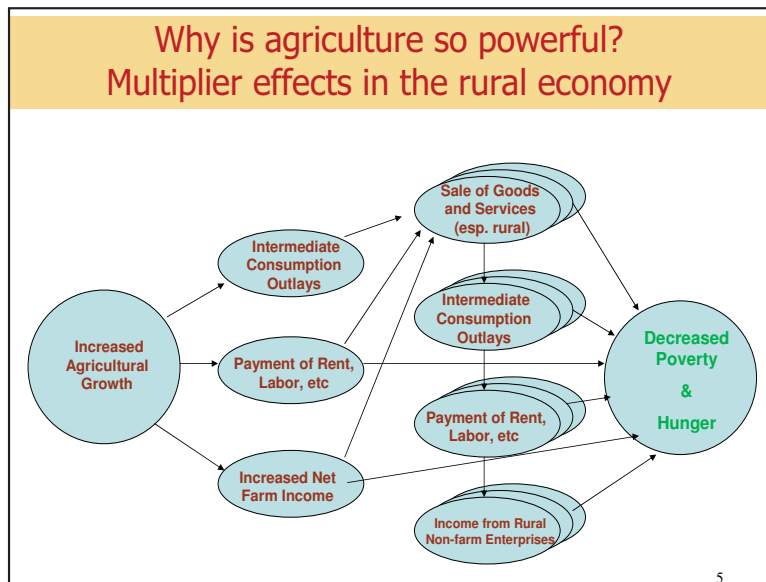 Why is agriculture so powerful?
Multiplier effects in the rural economy
Sale of Goods
and Services
(esp. rural)
Intermediate
Consumption
Outlays
Intermediate
Consumption
Outlays
Increased
Agricultural
Growth
Payment of Rent,
Labor, etc
Decreased
Poverty
&
Hunger
Payment of Rent,
Labor, etc
Increased Net
Farm Income
Income from Rural
Non-farm Enterprises
5